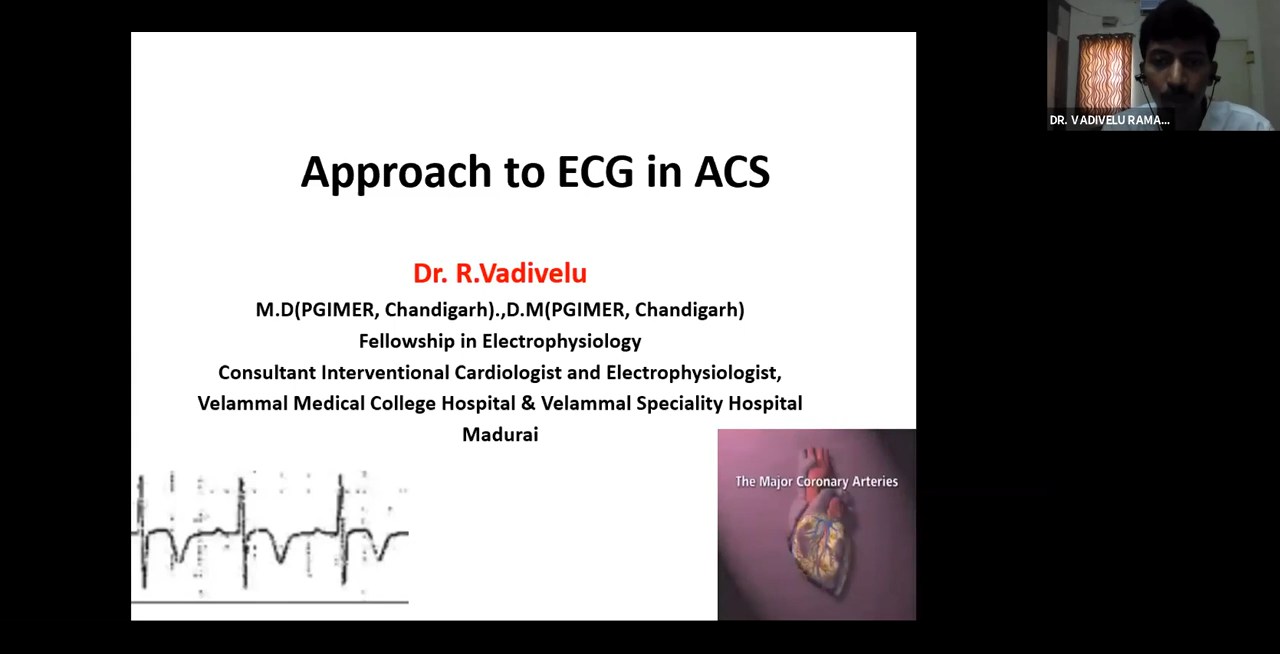 Approach to ECG in ACS
Dr. R.Vadivelu
M.D(PGIMER, Chandigarh).,D.M(PGIMER, Chandigarh)
Fellowship in Electrophysiology
Consultant Interventional Cardiologist and Electrophysiologist,
Velammal Medical College Hospital & Velammal Speciality Hospital
Madurai
The Major Coronary Arteries
DR. VADIVELU RAMA...